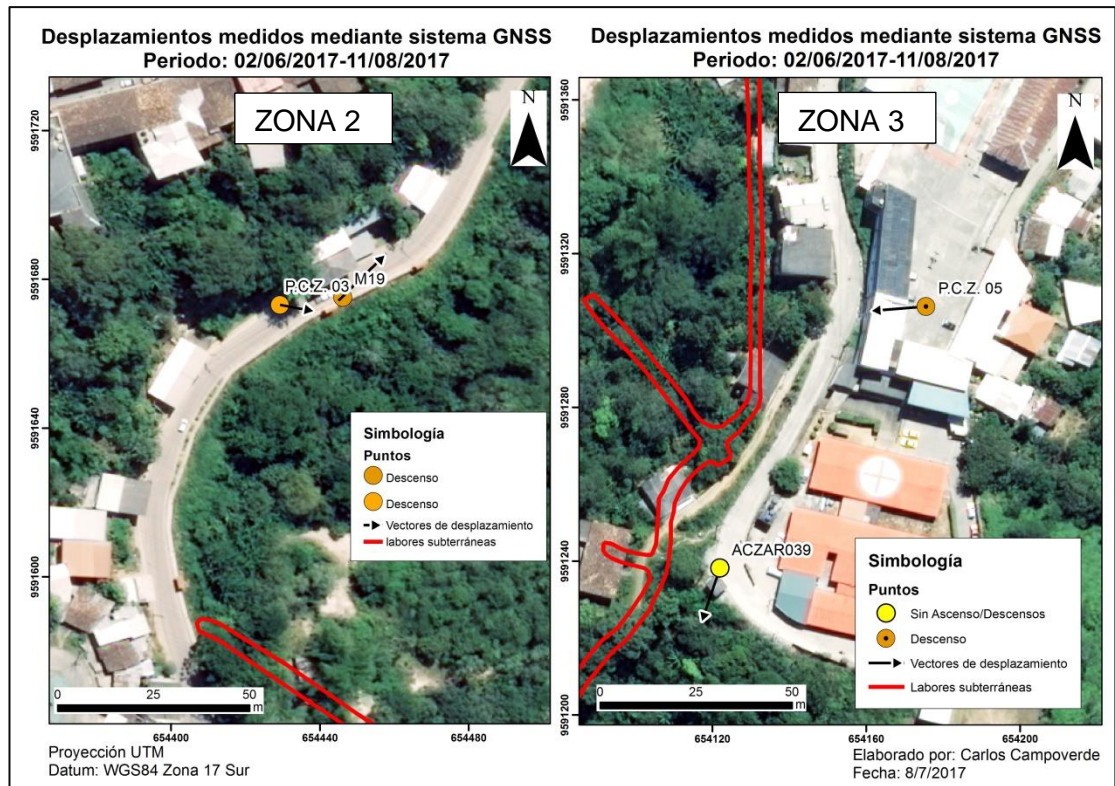 Desplazamientos medidos mediante sistema GNSS
Periodo: 02/06/2017-11/08/2017
ZONA 2
N
9591720
9591680
9591640
9591600
P.C.Z. 03
M19
Simbología
Puntos
Descenso
Descenso
Vectores de desplazamiento
labores subterráneas
0 25 50
m
654400 654440 654480
Proyección UTM
Datum: WGS84 Zona 17 Sur
Desplazamientos medidos mediante sistema GNSS
Periodo: 02/06/2017-11/08/2017
ZONA 3
N
9591360
9591320
9591280
9591240
9591200
P.C.Z. 05
ACZAR039
Simbología
Puntos
Sin Ascenso/Descensos
Descenso
Vectores de desplazamiento
Labores subterráneas
0 25 50
m
654120 654160 654200
Elaborado por: Carlos Campoverde
Fecha: 8/7/2017